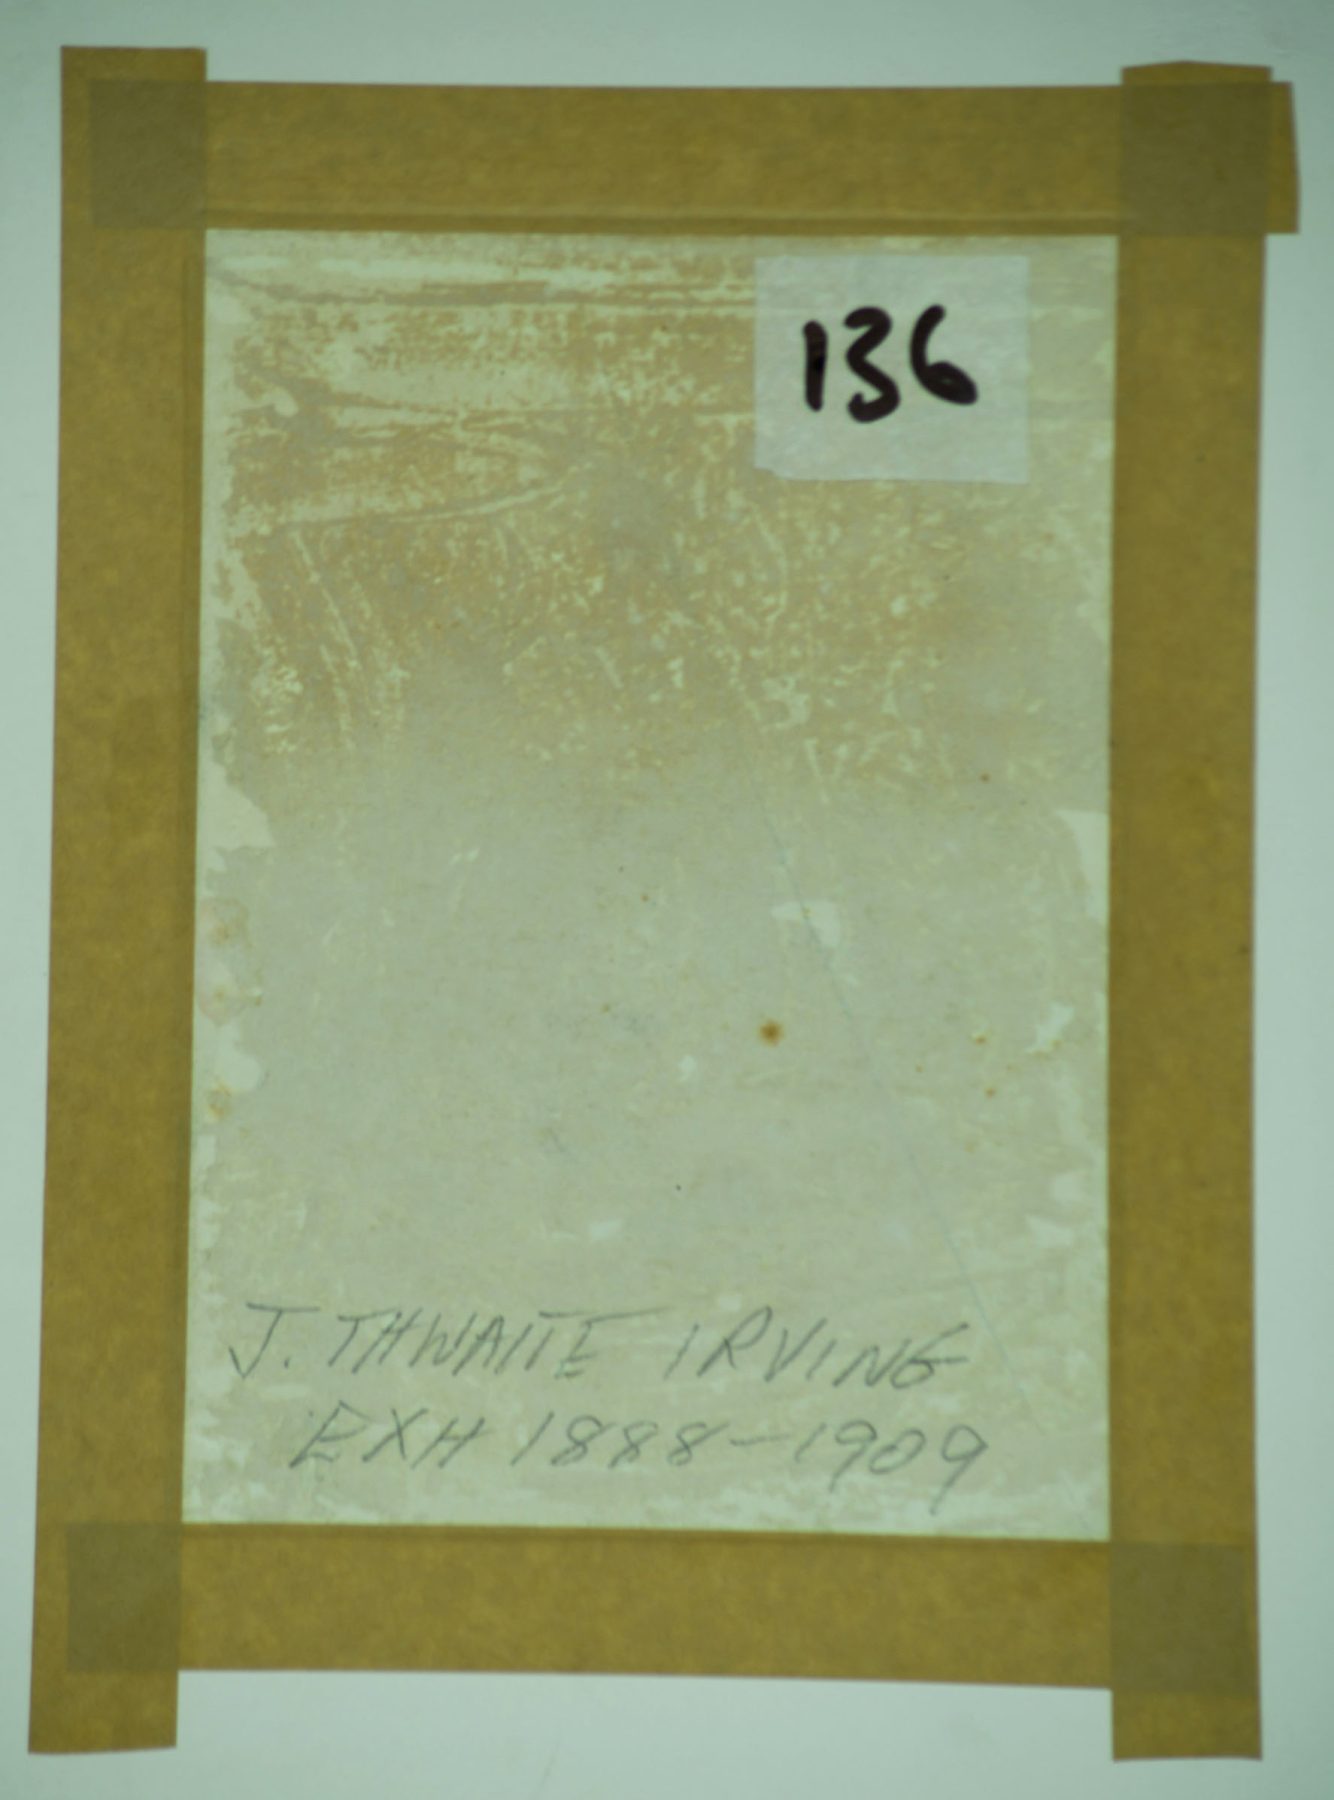 136
J. THWAITE IRVING
EXH 1888-1909